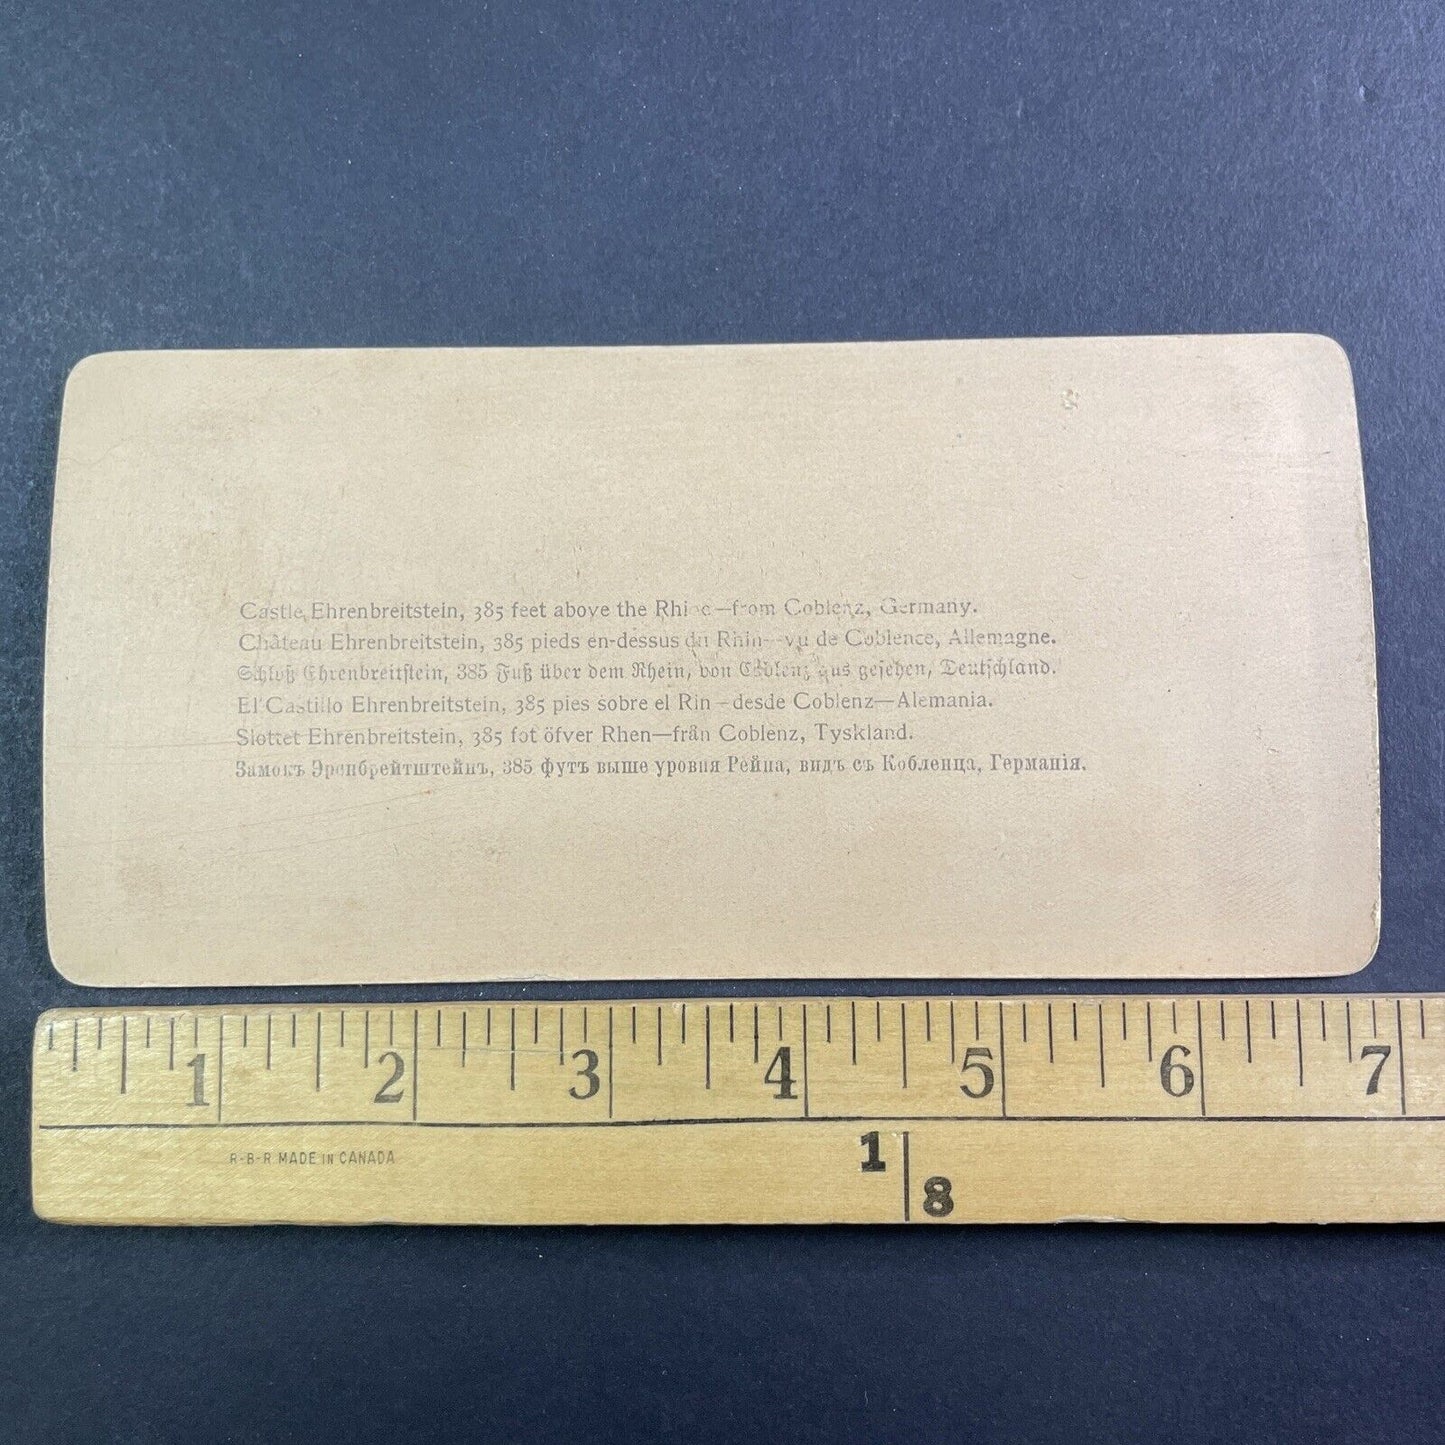 Castle Ehrenbreitstein, 385 feet above the Rhine—from Coblenz, Germany.
Château Ehrenbreitstein, 385 pieds en-dessus du Rhin—vu de Coblence, Allemagne.
Schloß Ehrenbreitstein, 385 Fuß über dem Rhein, von Coblenz aus gesehen, Deutschland.
El Castillo Ehrenbreitstein, 385 pies sobre el Rin—desde Coblenz—Alemania.
Slottet Ehrenbreitstein, 385 fot öfver Rhen—från Coblenz, Tyskland.
Замокъ Эренбрейтштейнъ, 385 футъ выше уровня Рейна, видъ съ Кобленца, Германія.
1 2 3 4 5 6 7
R-B-R MADE IN CANADA
1
8